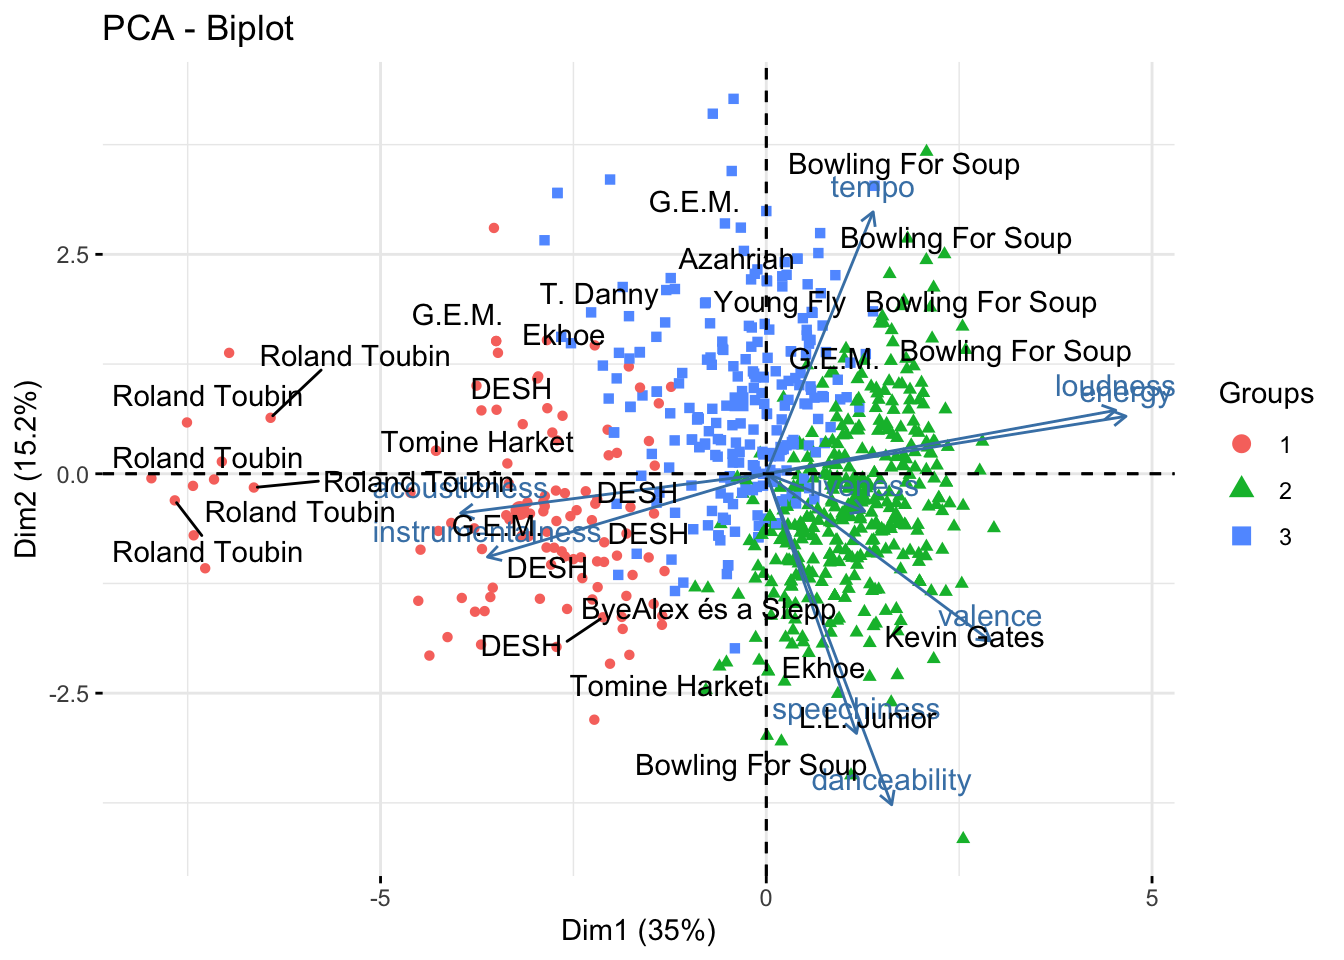 PCA - Biplot
Bowling For Soup
tempo
G.E.M.
Bowling For Soup
Azahriah
T. Danny
Young Fly
Bowling For Soup
G.E.M.
Ekhoe
Roland Toubin
G.E.M.
Bowling For Soup
DESH
loudness
energy
Roland Toubin
Tomine Harket
Roland Toubin
Roland Toubin
acousticness
DESH
liveness
Roland Toubin
G.E.M.
instrumentalness
DESH
Roland Toubin
DESH
ByeAlex és a Slepp
valence
Kevin Gates
DESH
Ekhoe
Tomine Harket
speechiness
L.L. Junior
Bowling For Soup
danceability
2.5
0.0
-2.5
Dim2 (15.2%)
-5
0
5
Dim1 (35%)
Groups
1
2
3